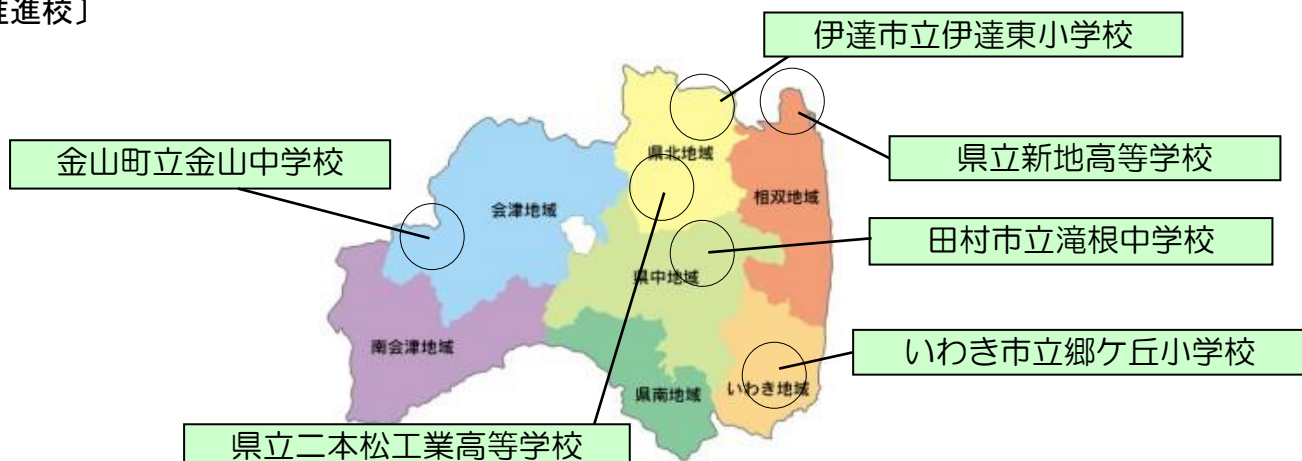 進校〕
伊達市立伊達東小学校
県北地域
金山町立金山中学校
県立新地高等学校
会津地域
相双地域
田村市立滝根中学校
県中地域
南会津地域
いわき市立郷ケ丘小学校
県南地域
いわき地域
県立二本松工業高等学校